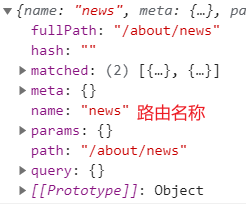 ▼{name: "news", meta: {…}, pa
fullPath: "/about/news"
hash: ""
▶ matched: (2) [{…}, {…}]
▶ meta: {}
name: "news" 路由名称
▶ params: {}
path: "/about/news"
▶ query: {}
▶ [[Prototype]]: Object